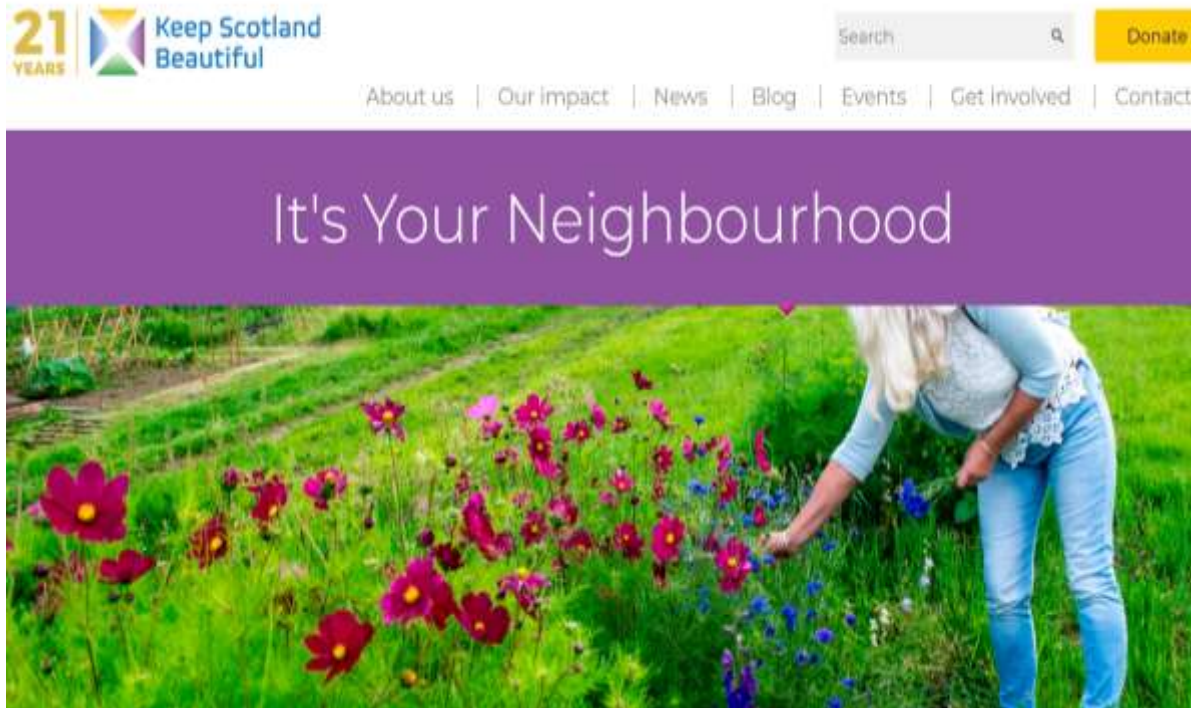 21
YEARS
Keep Scotland
Beautiful
Search
Donate
About us | Our impact | News | Blog | Events | Get involved | Contact
It's Your Neighbourhood